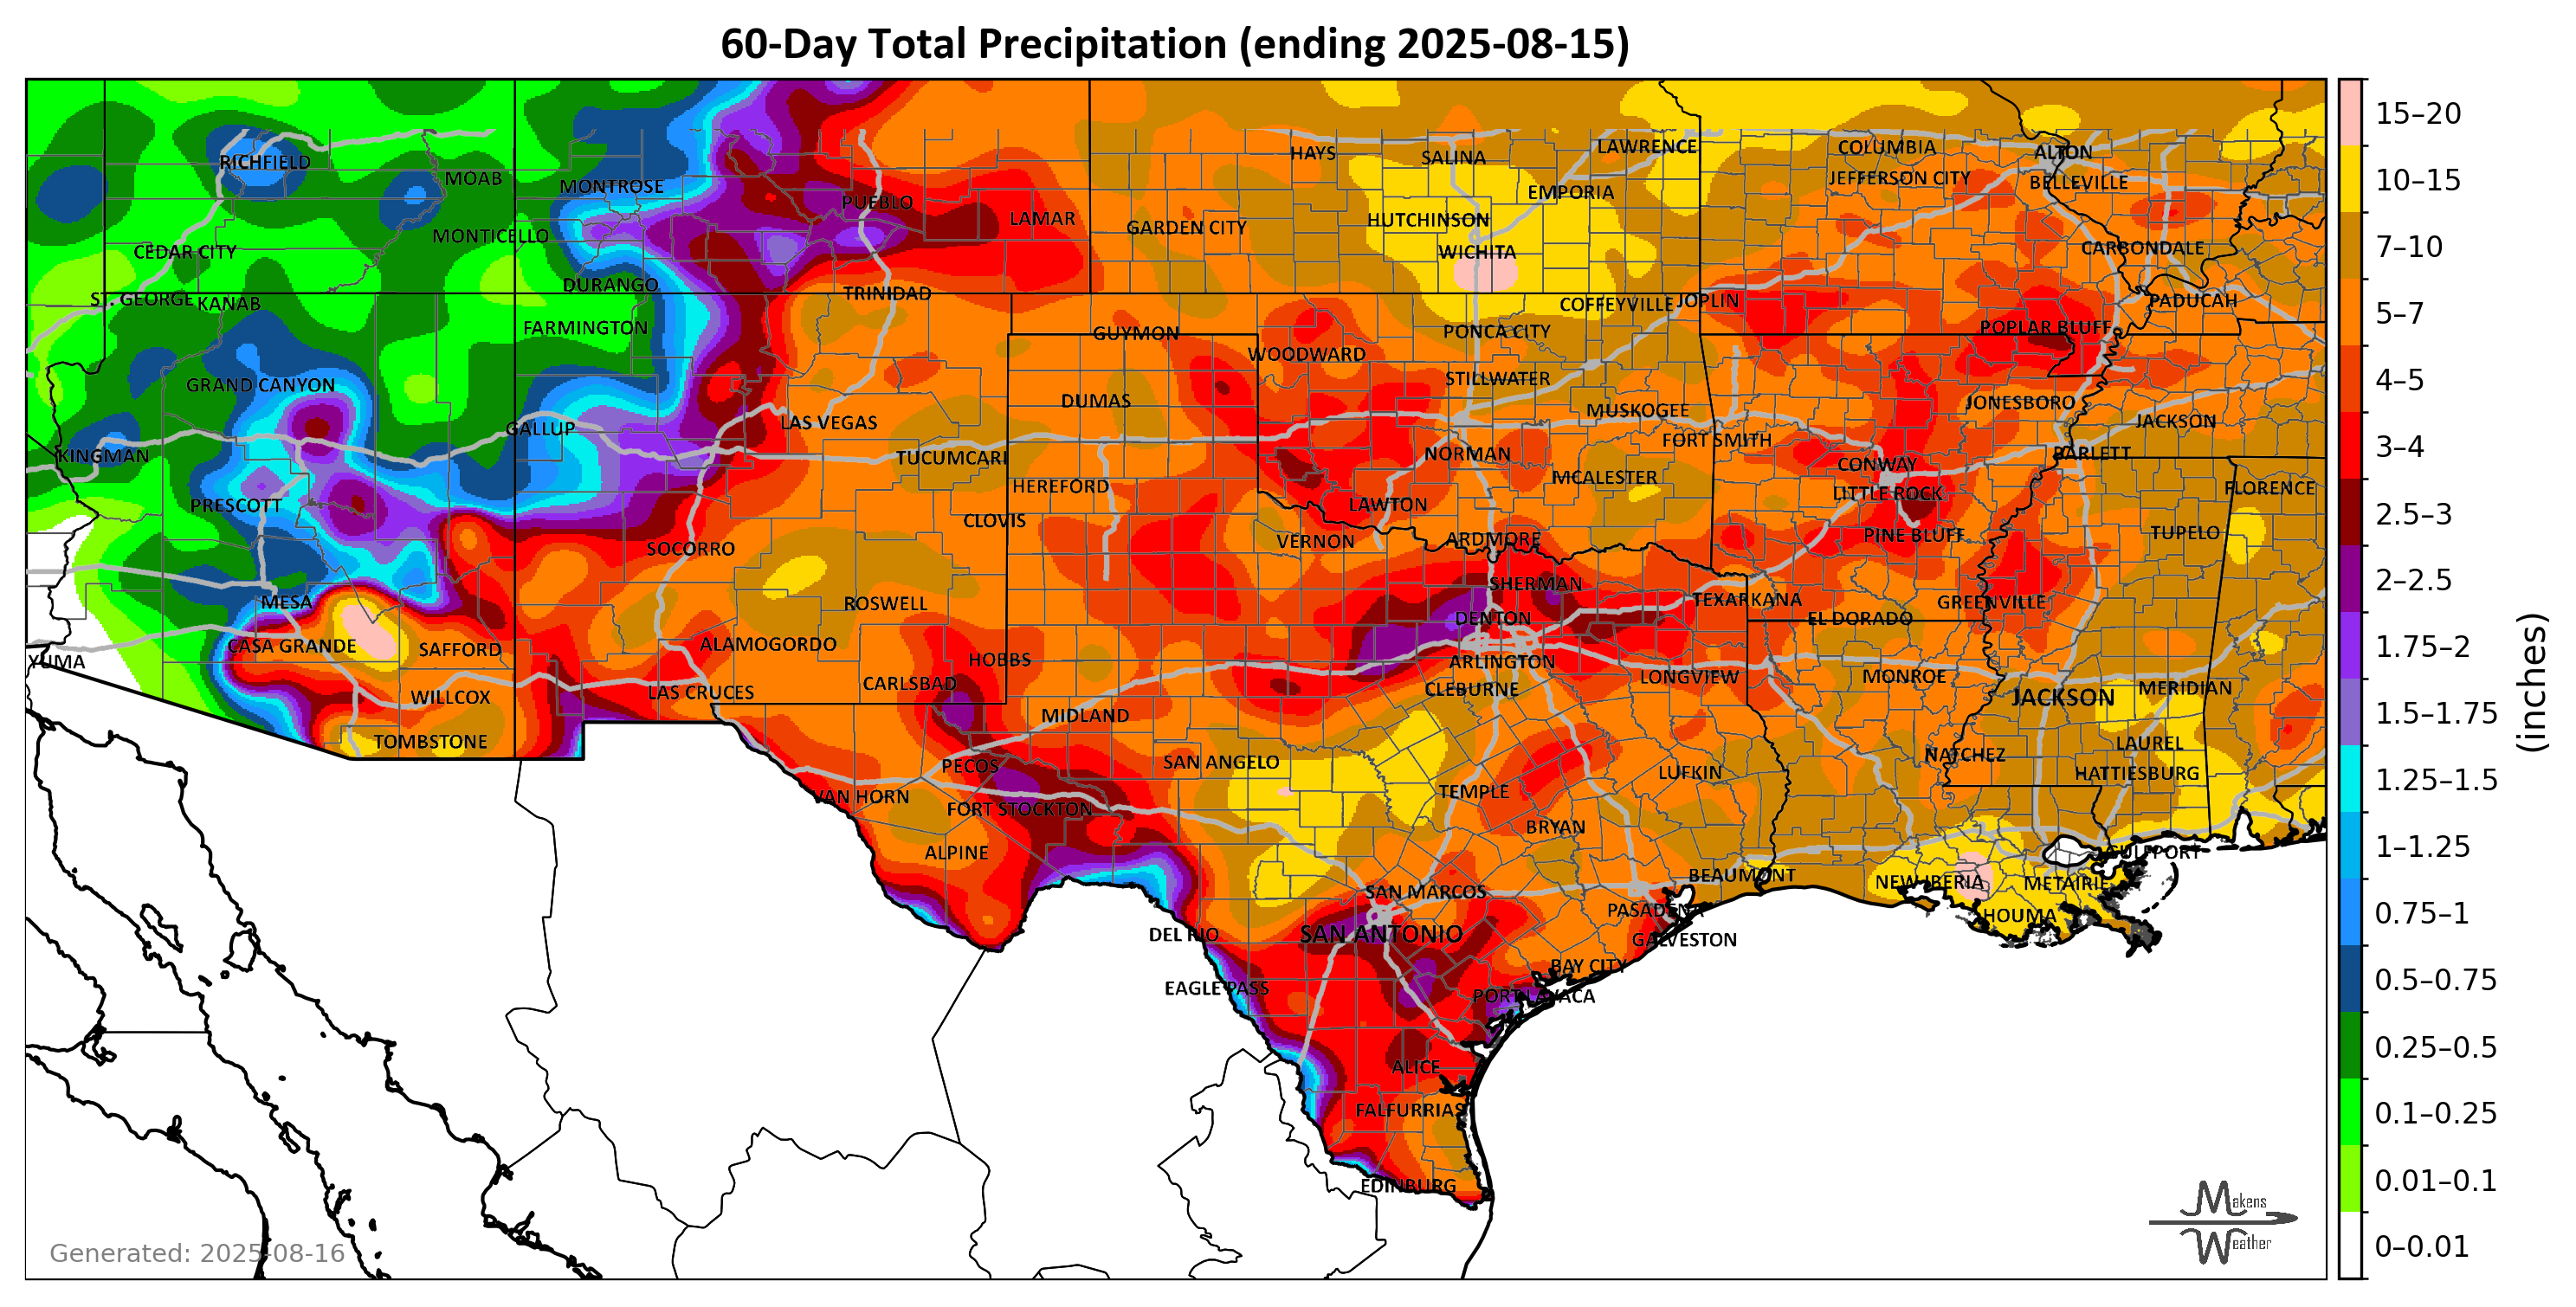 60-Day Total Precipitation (ending 2025-08-15)
15–20
10–15
7–10
5–7
4–5
3–4
2.5–3
2–2.5
1.75–2
1.5–1.75
1.25–1.5
1–1.25
0.75–1
0.5–0.75
0.25–0.5
0.1–0.25
0.01–0.1
0–0.01
(inches)
HAYS
SALINA
LAWRENCE
COLUMBIA
ALTON
RICHFIELD
MOAB
MONTROSE
PUEBLO
LAMAR
EMPORIA
JEFFERSON CITY
BELLEVILLE
GARDEN CITY
HUTCHINSON
MONTICELLO
CEDAR CITY
WICHITA
CARBONDALE
DURANGO
TRINIDAD
ST. GEORGE
KANAB
COFFEYVILLE
JOPLIN
PADUCAH
FARMINGTON
GUYMON
PONCA CITY
POPLAR BLUFF
WOODWARD
GRAND CANYON
DUMAS
STILLWATER
MUSKOGEE
JONESBORO
JACKSON
GALLUP
LAS VEGAS
FORT SMITH
KINGMAN
TUCUMCARI
NORMAN
CONWAY
BARLETT
PRESCOTT
HEREFORD
MCALESTER
LITTLE ROCK
FLORENCE
CLOVIS
LAWTON
PINE BLUFF
TUPELO
SOCORRO
VERNON
ARDMORE
MESA
ROSWELL
SHERMAN
TEXARKANA
GREENVILLE
CASA GRANDE
SAFFORD
ALAMOGORDO
DENTON
EL DORADO
YUMA
HOBBS
ARLINGTON
WILLCOX
LAS CRUCES
CARLSBAD
CLEBURNE
LONGVIEW
MONROE
JACKSON
MERIDIAN
TOMBSTONE
MIDLAND
LAUREL
PECOS
SAN ANGELO
LUFKIN
NATCHEZ
HATTIESBURG
VAN HORN
FORT STOCKTON
TEMPLE
BRYAN
ALPINE
GULFPORT
SAN MARCOS
BEAUMONT
NEW IBERIA
METAIRIE
PASADENA
HOUMA
DEL RIO
SAN ANTONIO
GALVESTON
BAY CITY
EAGLE PASS
PORT LAVACA
ALICE
FALFURRIAS
EDINBURG
Generated: 2025-08-16
Makens
Weather